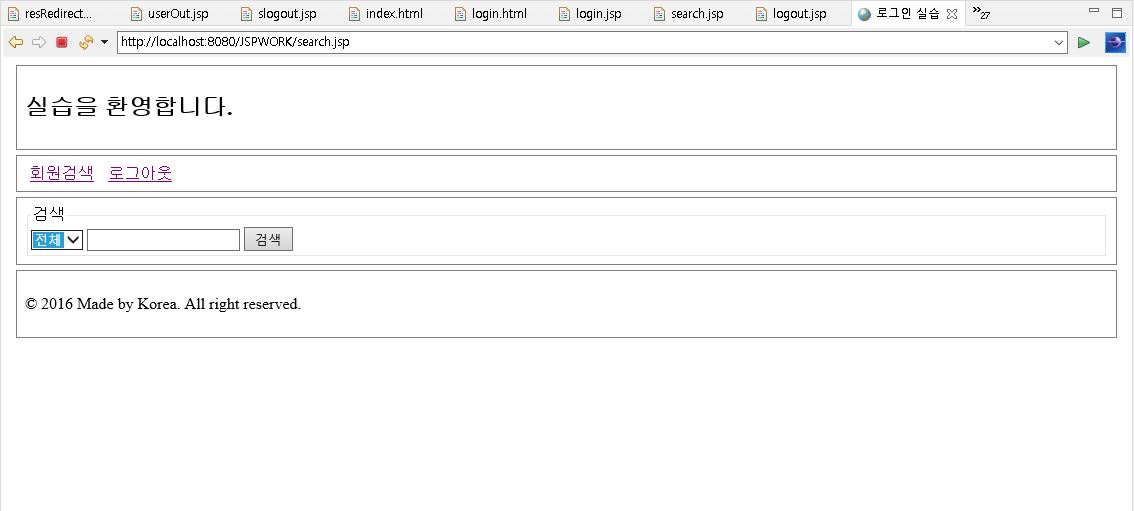 resRedirect... userOut.jsp slogout.jsp index.html login.html login.jsp search.jsp logout.jsp 로그인 실습 »27
http://localhost:8080/JSPWORK/search.jsp
실습을 환영합니다.
회원검색 로그아웃
검색
전체 검색
© 2016 Made by Korea. All right reserved.